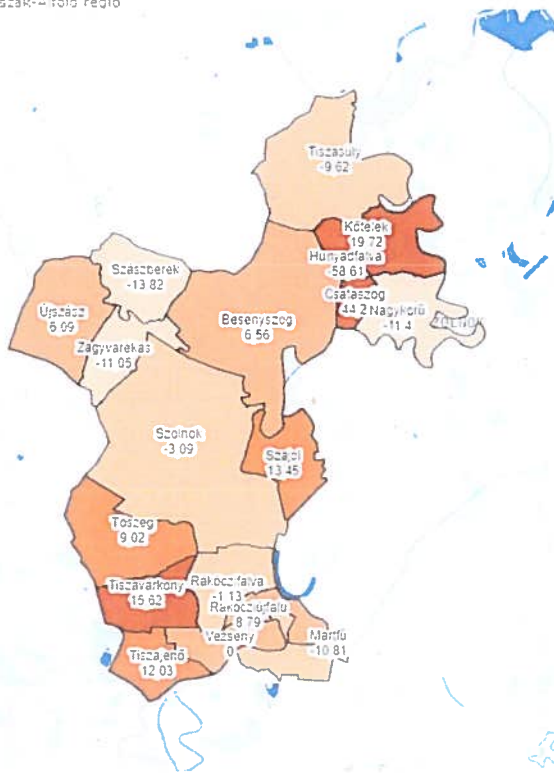 Tiszasüly
-9.62
Kőtelek
19.72
Hunyadfalva
-58.61
Csataszög
44.2
Nagykörű
-11.4
Szászberek
-13.82
Újszász
6.09
Zagyvarékas
-11.05
Besenyszög
6.56
Szolnok
-3.09
Szajol
13.45
Tószeg
9.02
Tiszavárkony
15.62
Rákóczifalva
-1.13
Rákócziújfalu
8.79
Vezseny
0
Martfű
-10.81
Tiszajenő
12.03